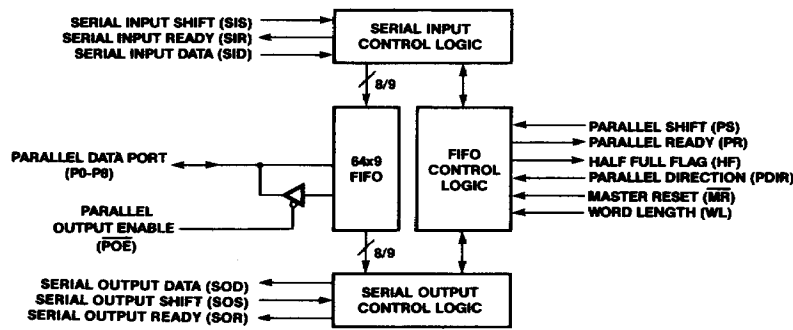 SERIAL INPUT SHIFT (SIS)
SERIAL INPUT READY (SIR)
SERIAL INPUT DATA (SID)
SERIAL INPUT
CONTROL LOGIC
8/9
64x9
FIFO
FIFO
CONTROL
LOGIC
PARALLEL DATA PORT
(P0-P8)
PARALLEL
OUTPUT ENABLE
(POE)
PARALLEL SHIFT (PS)
PARALLEL READY (PR)
HALF FULL FLAG (HF)
PARALLEL DIRECTION (PDIR)
MASTER RESET (MR)
WORD LENGTH (WL)
8/9
SERIAL OUTPUT DATA (SOD)
SERIAL OUTPUT SHIFT (SOS)
SERIAL OUTPUT READY (SOR)
SERIAL OUTPUT
CONTROL LOGIC